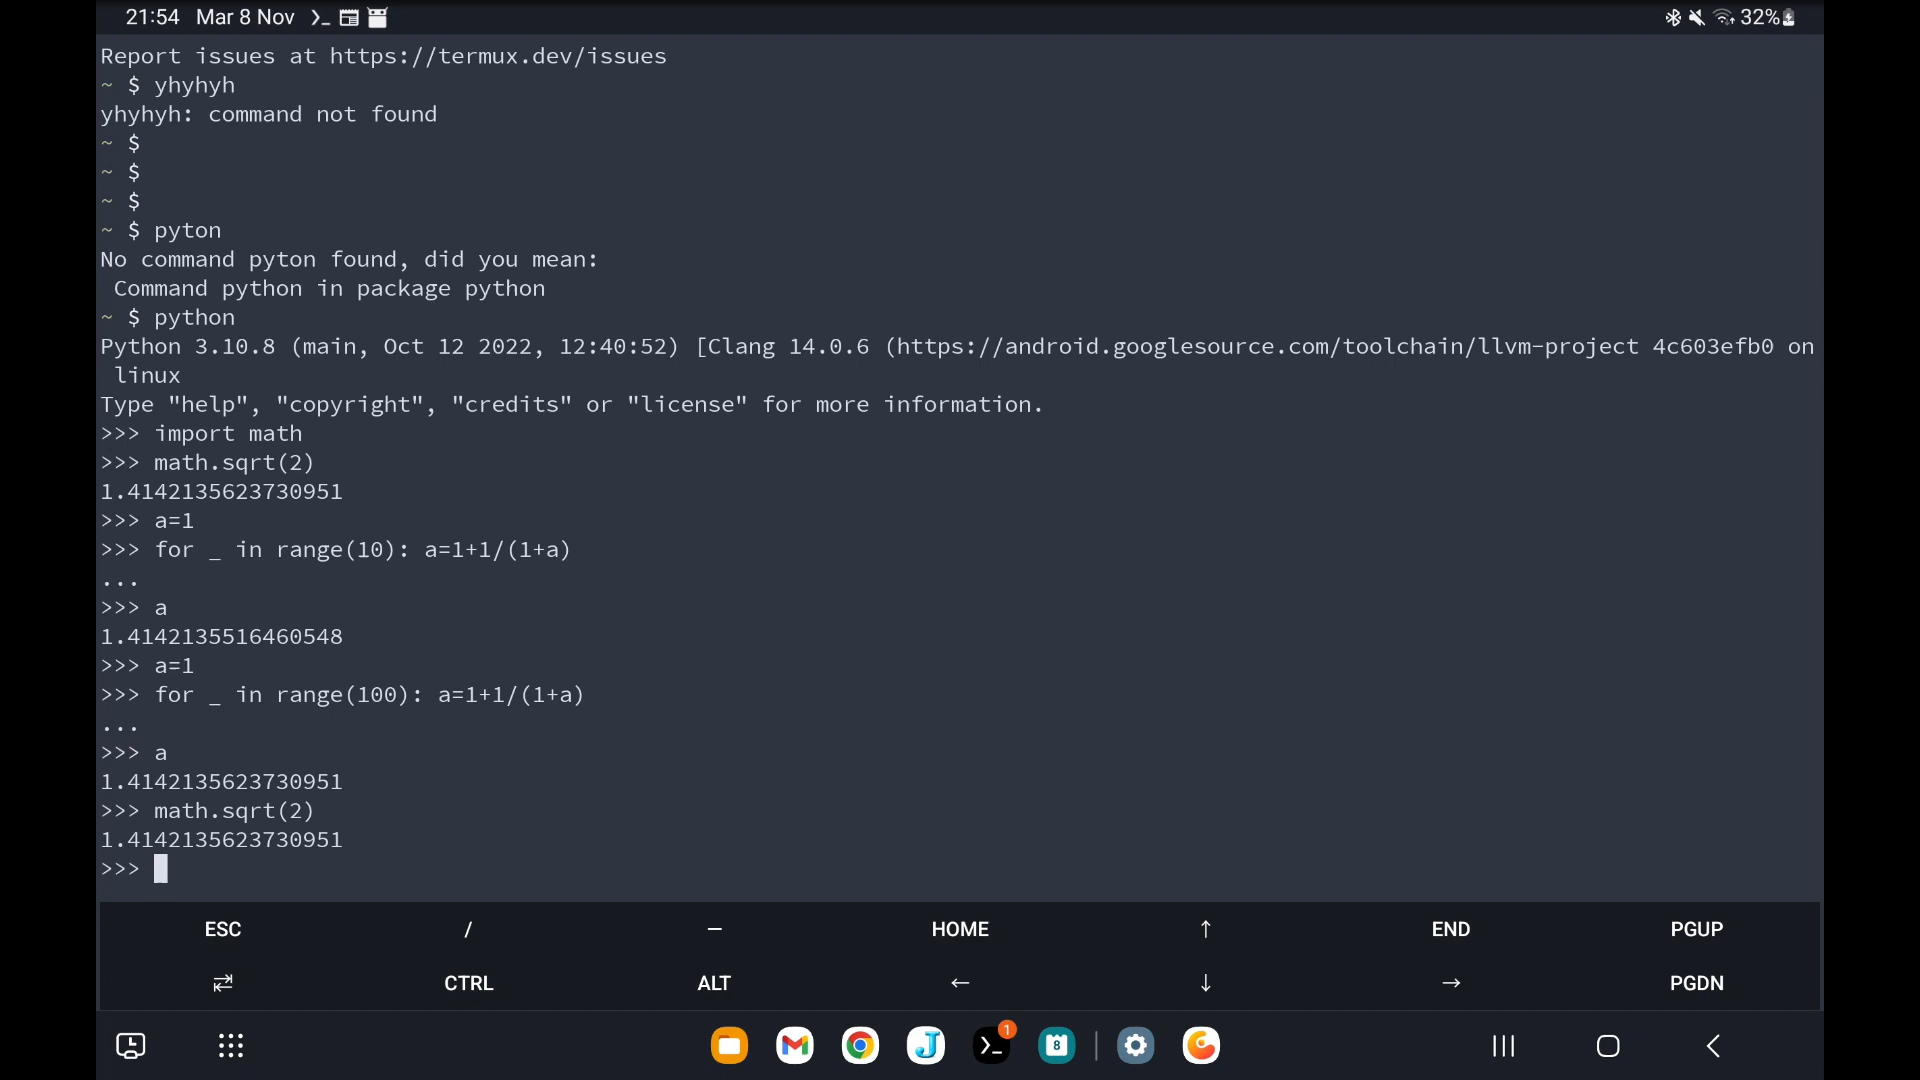 21:54 Mar 8 Nov 32%
Report issues at https://termux.dev/issues
~ $ yhyhyh
yhyhyh: command not found
~ $
~ $
~ $
~ $ pyton
No command pyton found, did you mean:
 Command python in package python
~ $ python
Python 3.10.8 (main, Oct 12 2022, 12:40:52) [Clang 14.0.6 (https://android.googlesource.com/toolchain/llvm-project 4c603efb0 on
 linux
Type "help", "copyright", "credits" or "license" for more information.
>>> import math
>>> math.sqrt(2)
1.4142135623730951
>>> a=1
>>> for _ in range(10): a=1+1/(1+a)
...
>>> a
1.4142135516460548
>>> a=1
>>> for _ in range(100): a=1+1/(1+a)
...
>>> a
1.4142135623730951
>>> math.sqrt(2)
1.4142135623730951
>>>
ESC / — HOME ↑ END PGUP
⇄ CTRL ALT ← ↓ → PGDN
1
8